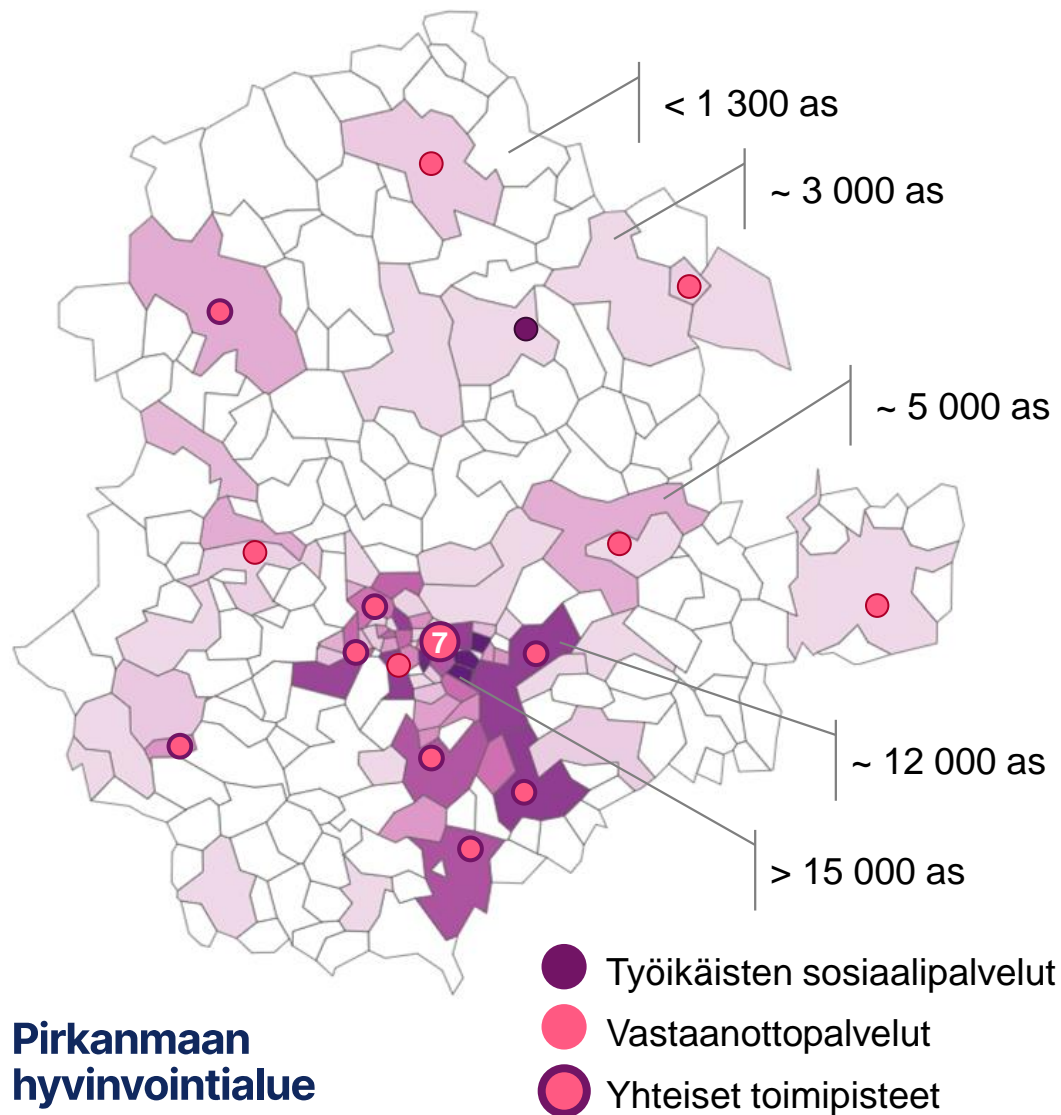 < 1 300 as
~ 3 000 as
~ 5 000 as
7
~ 12 000 as
> 15 000 as
Työikäisten sosiaalipalvelut
Vastaanottopalvelut
Yhteiset toimipisteet
Pirkanmaan
hyvinvointialue